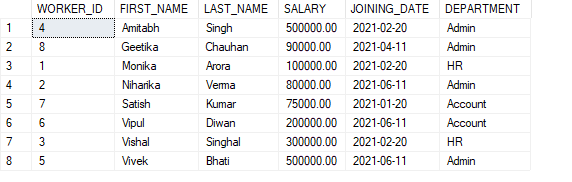 WORKER_ID FIRST_NAME LAST_NAME SALARY JOINING_DATE DEPARTMENT
1 4 Amitabh Singh 500000.00 2021-02-20 Admin
2 8 Geetika Chauhan 90000.00 2021-04-11 Admin
3 1 Monika Arora 100000.00 2021-02-20 HR
4 2 Niharika Verma 80000.00 2021-06-11 Admin
5 7 Satish Kumar 75000.00 2021-01-20 Account
6 6 Vipul Diwan 200000.00 2021-06-11 Account
7 3 Vishal Singhal 300000.00 2021-02-20 HR
8 5 Vivek Bhati 500000.00 2021-06-11 Admin